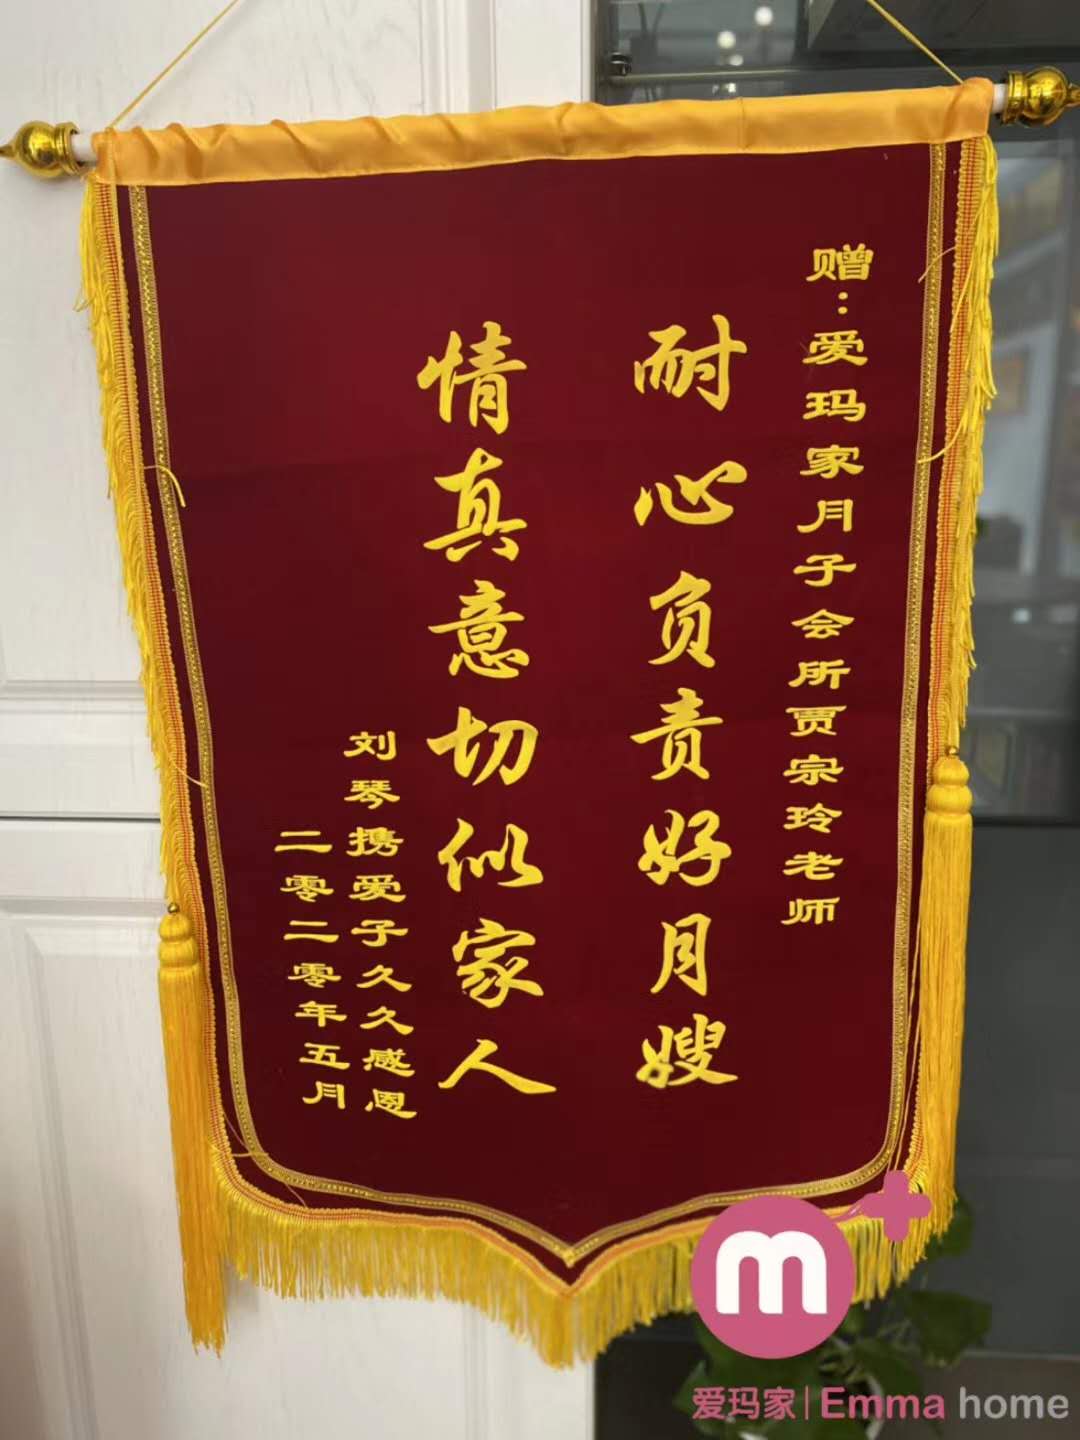 赠：爱玛家月子会所贾宗玲老师
耐心负责好月嫂
情真意切似家人
刘琴携爱子久久感恩
二零二零年五月
m+
爱玛家|Emma home